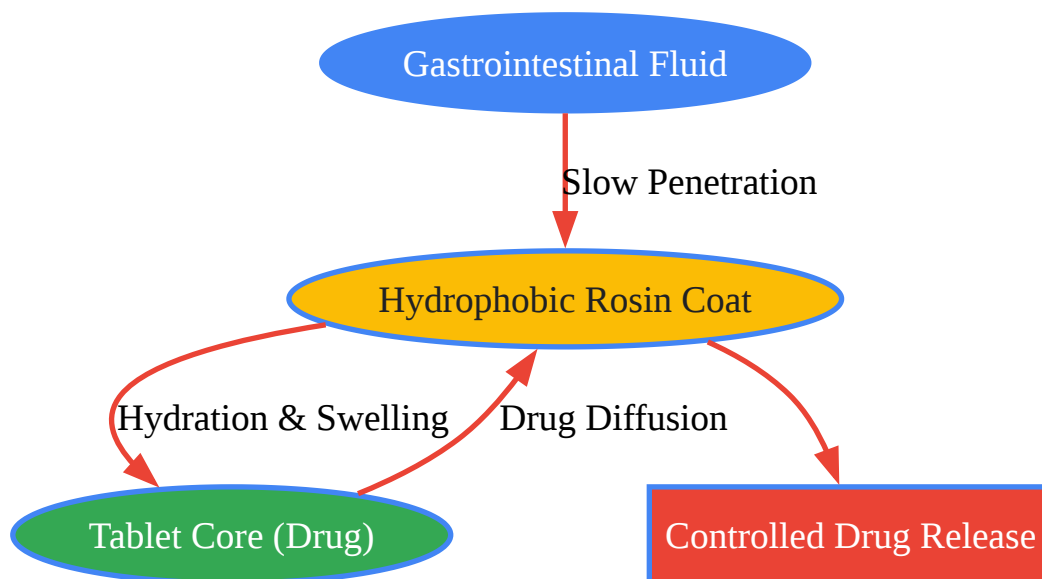 Gastrointestinal Fluid
Slow Penetration
Hydrophobic Rosin Coat
Hydration & Swelling
Drug Diffusion
Tablet Core (Drug)
Controlled Drug Release